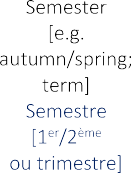 Semester
[e.g.
autumn/spring;
term]
Semestre
[1er/2ème
ou trimestre]